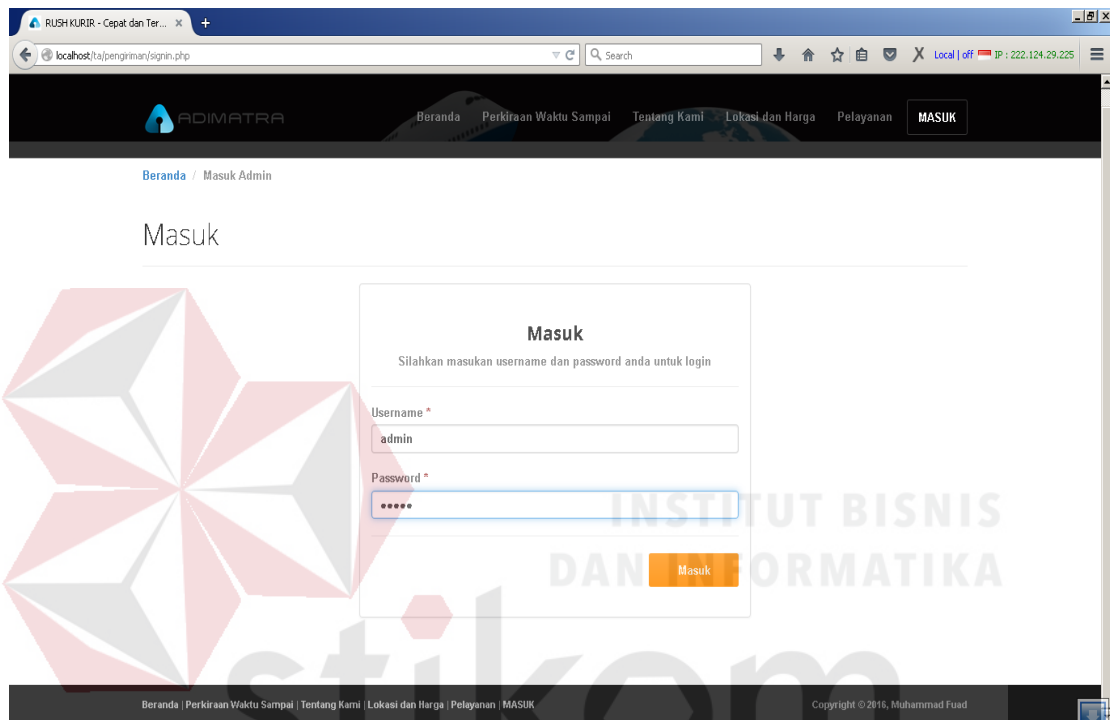 RUSH KURIR - Cepat dan Ter... × +
localhost/ta/pengiriman/signin.php Search Local | off IP : 222.124.29.225
ADIMATRA Beranda Perkiraan Waktu Sampai Tentang Kami Lokasi dan Harga Pelayanan MASUK
Beranda / Masuk Admin
Masuk
Masuk
Silahkan masukan username dan password anda untuk login
Username *
admin
Password *
•••••
INSTITUT BISNIS
DAN INFORMATIKA
Masuk
stikom
Beranda | Perkiraan Waktu Sampai | Tentang Kami | Lokasi dan Harga | Pelayanan | MASUK Copyright © 2016, Muhammad Fuad